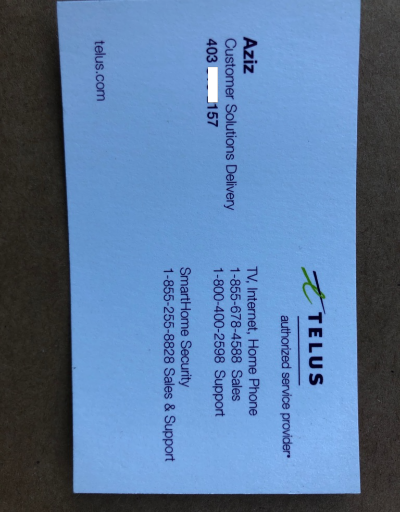 TELUS
authorized service provider*
Aziz
Customer Solutions Delivery
403 157
TV, Internet, Home Phone
1-855-678-4588 Sales
1-800-400-2598 Support
SmartHome Security
1-855-255-8828 Sales & Support
telus.com